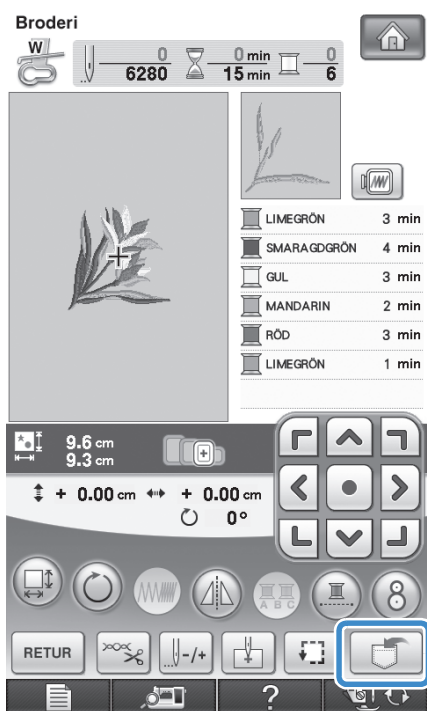 Broderi
W
0 0 min 0
6280 15 min 6
LIMEGRÖN 3 min
SMARAGDGRÖN 4 min
GUL 3 min
MANDARIN 2 min
RÖD 3 min
LIMEGRÖN 1 min
9.6 cm
9.3 cm
+ 0.00 cm + 0.00 cm
0°
A B C
8
RETUR -/+
?